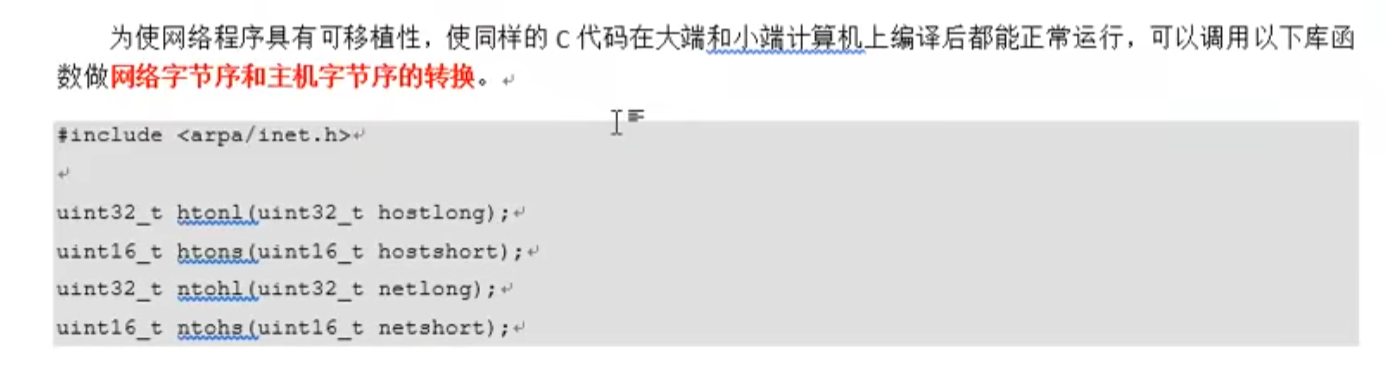 为使网络程序具有可移植性，使同样的 C 代码在大端和小端计算机上编译后都能正常运行，可以调用以下库函
数做网络字节序和主机字节序的转换。
#include <arpa/inet.h>
uint32_t htonl(uint32_t hostlong);
uint16_t htons(uint16_t hostshort);
uint32_t ntohl(uint32_t netlong);
uint16_t ntohs(uint16_t netshort);